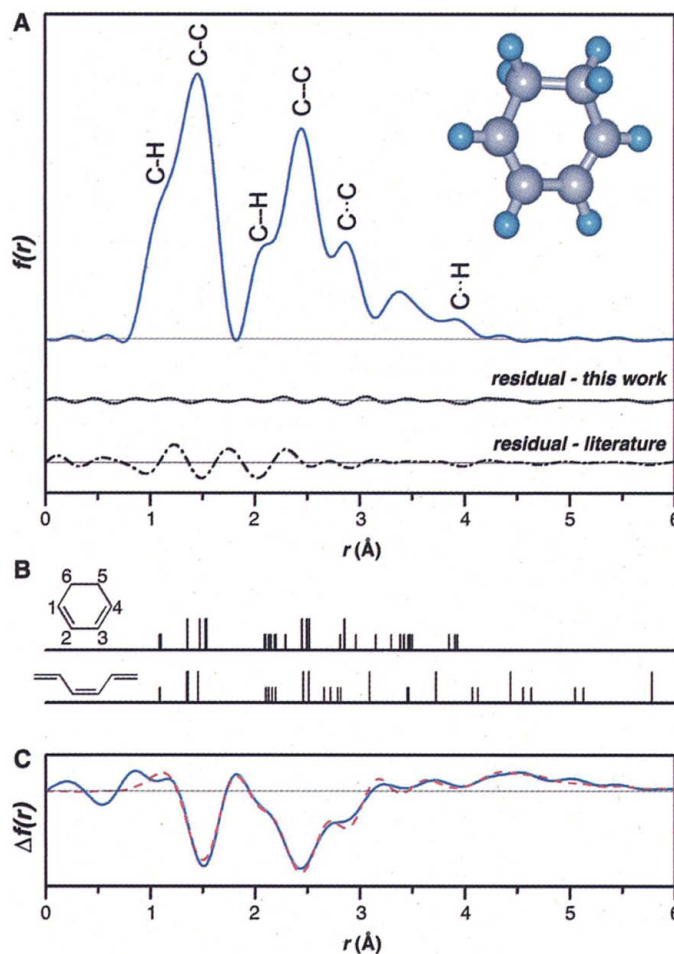 A
C-H
C-C
C--H
C--C
C··C
C··H
f(r)
residual - this work
residual - literature
0 1 2 3 4 5 6
r (Å)
B
6 5
1 4
2 3
C
Δf(r)
0 1 2 3 4 5 6
r (Å)